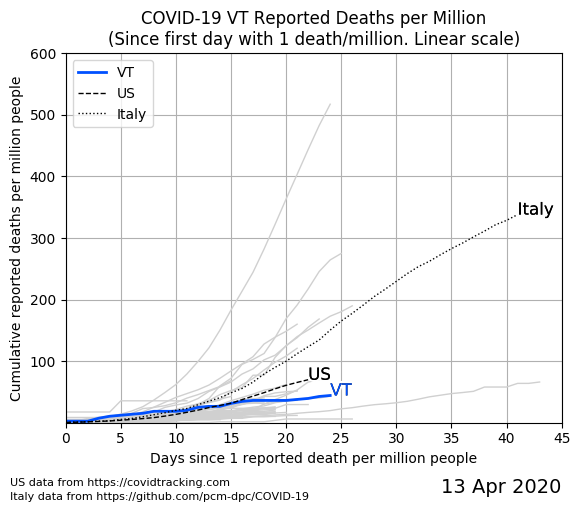 COVID-19 VT Reported Deaths per Million
(Since first day with 1 death/million. Linear scale)
Cumulative reported deaths per million people
600
500
400
300
200
100
VT
US
Italy
Italy
US
VT
0 5 10 15 20 25 30 35 40 45
Days since 1 reported death per million people
US data from https://covidtracking.com
Italy data from https://github.com/pcm-dpc/COVID-19
13 Apr 2020